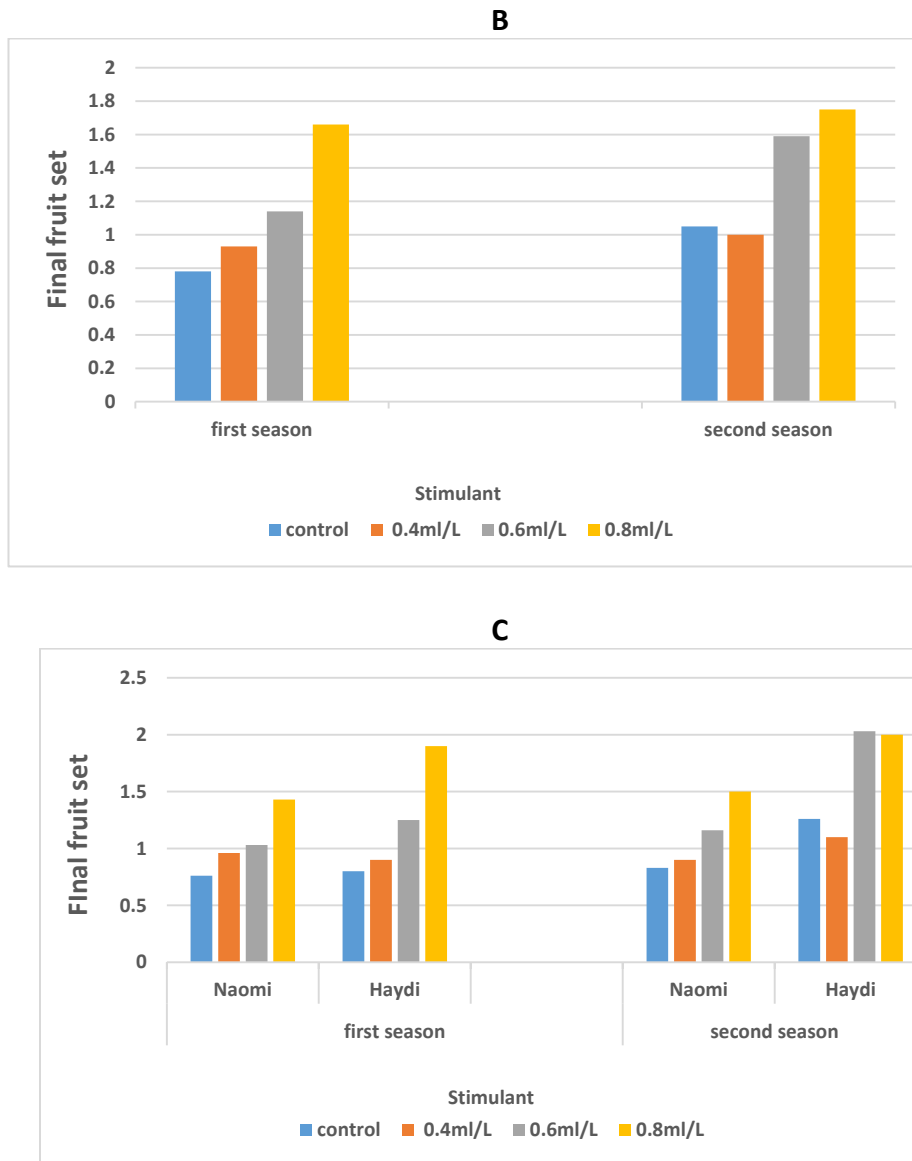 B
2
1.8
1.6
1.4
1.2
1
0.8
0.6
0.4
0.2
0
Final fruit set
first season second season
Stimulant
control 0.4ml/L 0.6ml/L 0.8ml/L
C
2.5
2
1.5
1
0.5
0
FInal fruit set
Naomi Haydi Naomi Haydi
first season second season
Stimulant
control 0.4ml/L 0.6ml/L 0.8ml/L